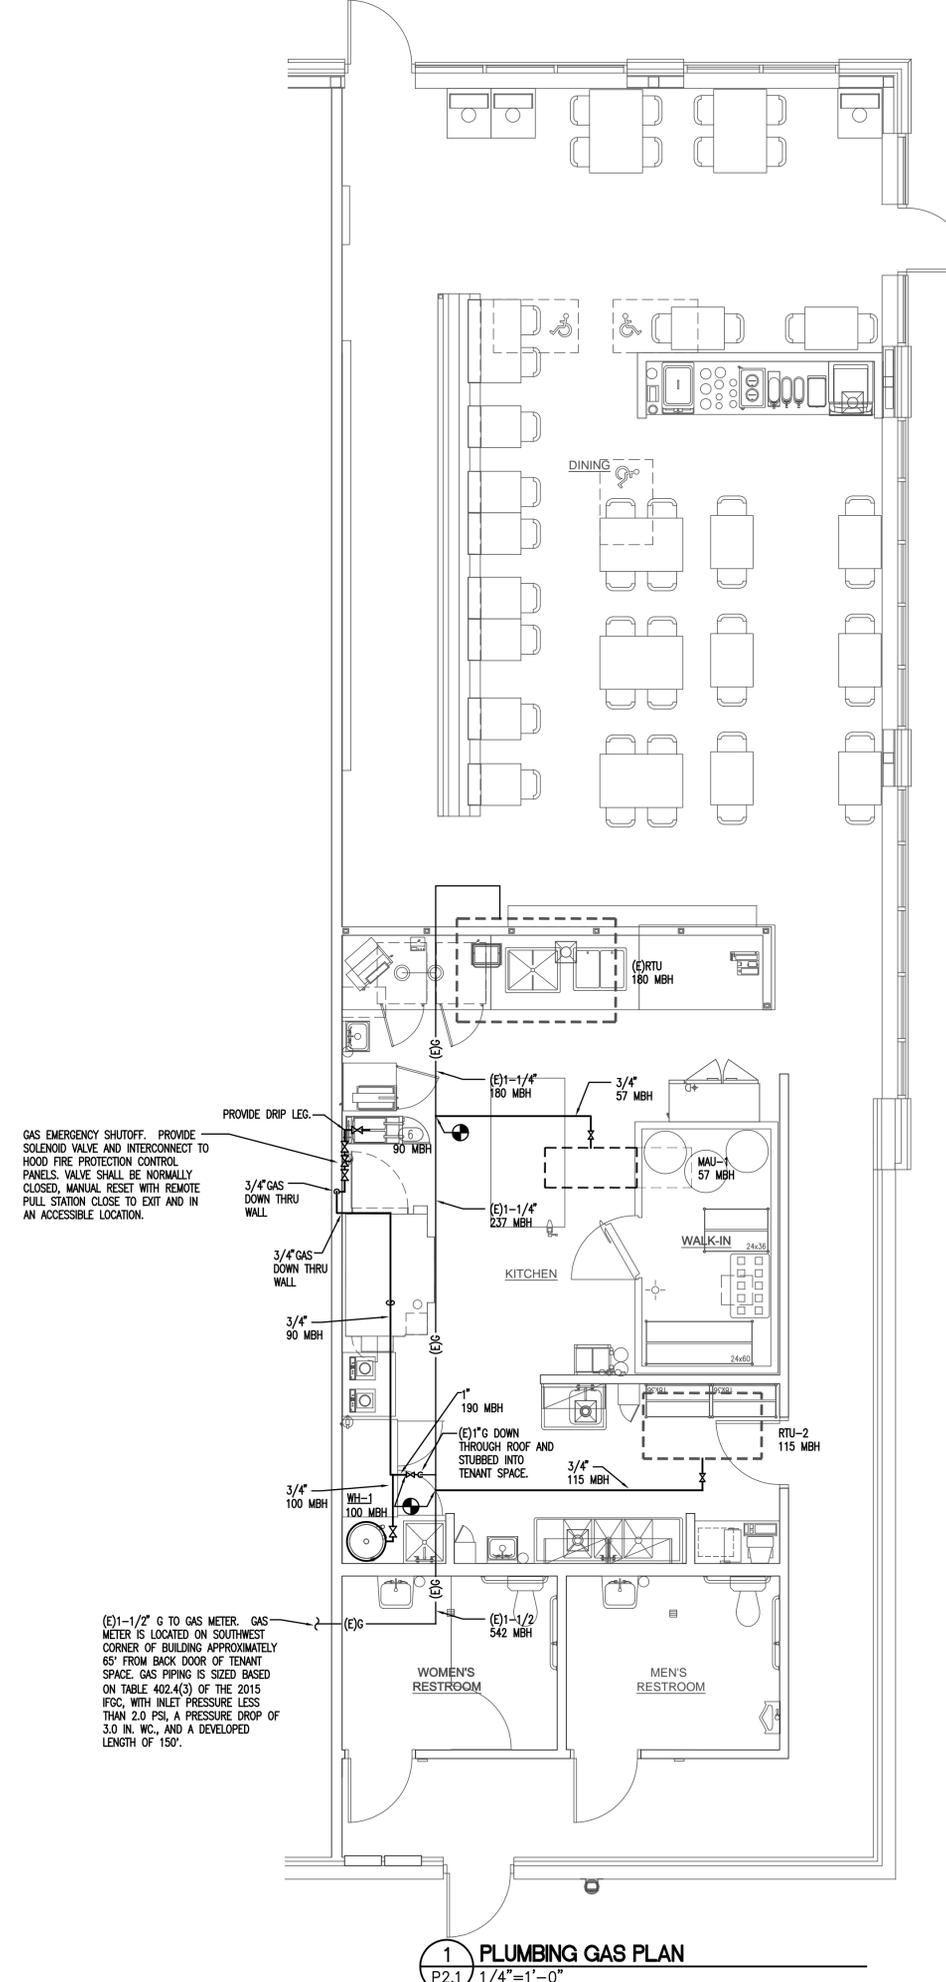 DINING
(E)RTU
180 MBH
(E)G
(E)1-1/4"
180 MBH
3/4"
57 MBH
PROVIDE DRIP LEG.
6
90 MBH
GAS EMERGENCY SHUTOFF. PROVIDE
SOLENOID VALVE AND INTERCONNECT TO
HOOD FIRE PROTECTION CONTROL
PANELS. VALVE SHALL BE NORMALLY
CLOSED, MANUAL RESET WITH REMOTE
PULL STATION CLOSE TO EXIT AND IN
AN ACCESSIBLE LOCATION.
MAU-1
57 MBH
3/4"GAS
DOWN THRU
WALL
(E)1-1/4"
237 MBH
WALK-IN
24x36
3/4"GAS
DOWN THRU
WALL
KITCHEN
G
3/4"
90 MBH
(E)G
24x60
18X36
18X36
1"
190 MBH
(E)1"G DOWN
THROUGH ROOF AND
STUBBED INTO
TENANT SPACE.
RTU-2
115 MBH
3/4"
115 MBH
3/4"
100 MBH
WH-1
100 MBH
(E)G
(E)1-1/2" G TO GAS METER. GAS
METER IS LOCATED ON SOUTHWEST
CORNER OF BUILDING APPROXIMATELY
65' FROM BACK DOOR OF TENANT
SPACE. GAS PIPING IS SIZED BASED
ON TABLE 402.4(3) OF THE 2015
IFGC, WITH INLET PRESSURE LESS
THAN 2.0 PSI, A PRESSURE DROP OF
3.0 IN. WC., AND A DEVELOPED
LENGTH OF 150'.
(E)G
(E)1-1/2
542 MBH
WOMEN'S
RESTROOM
MEN'S
RESTROOM
1
PLUMBING GAS PLAN
P2.1
1/4"=1'-0"